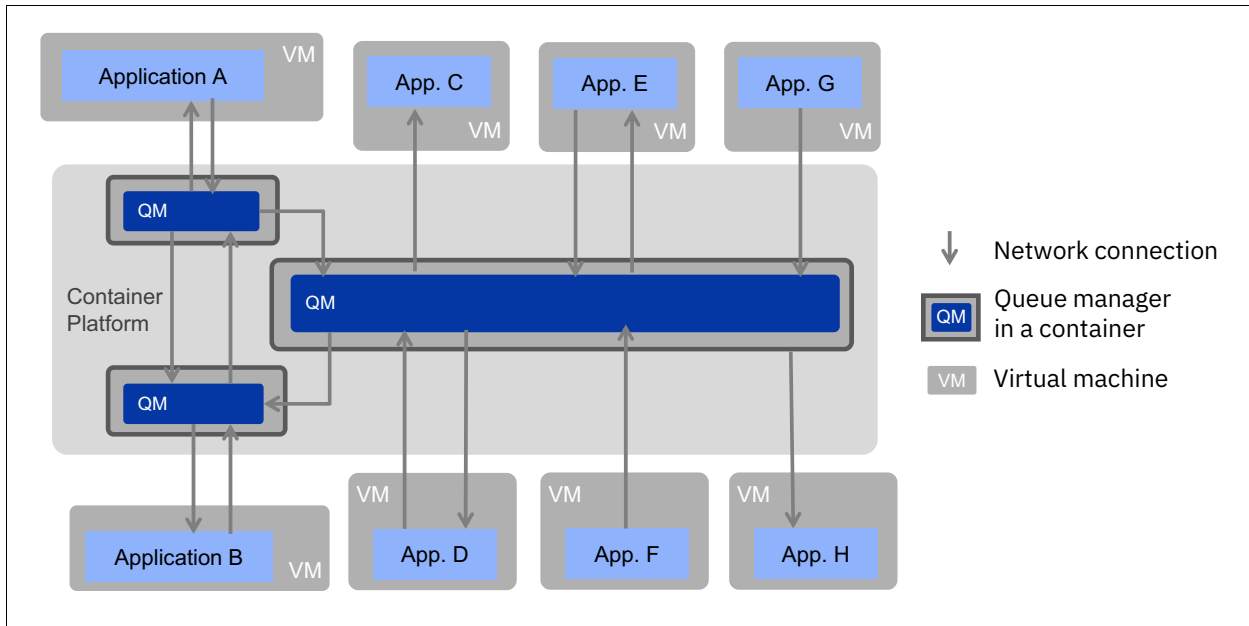 VM
Application A
App. C
VM
App. E
VM
App. G
VM
QM
QM
Container
Platform
QM
VM
App. D
VM
App. F
VM
App. H
Application B
VM
Network connection
QM
Queue manager
in a container
VM
Virtual machine